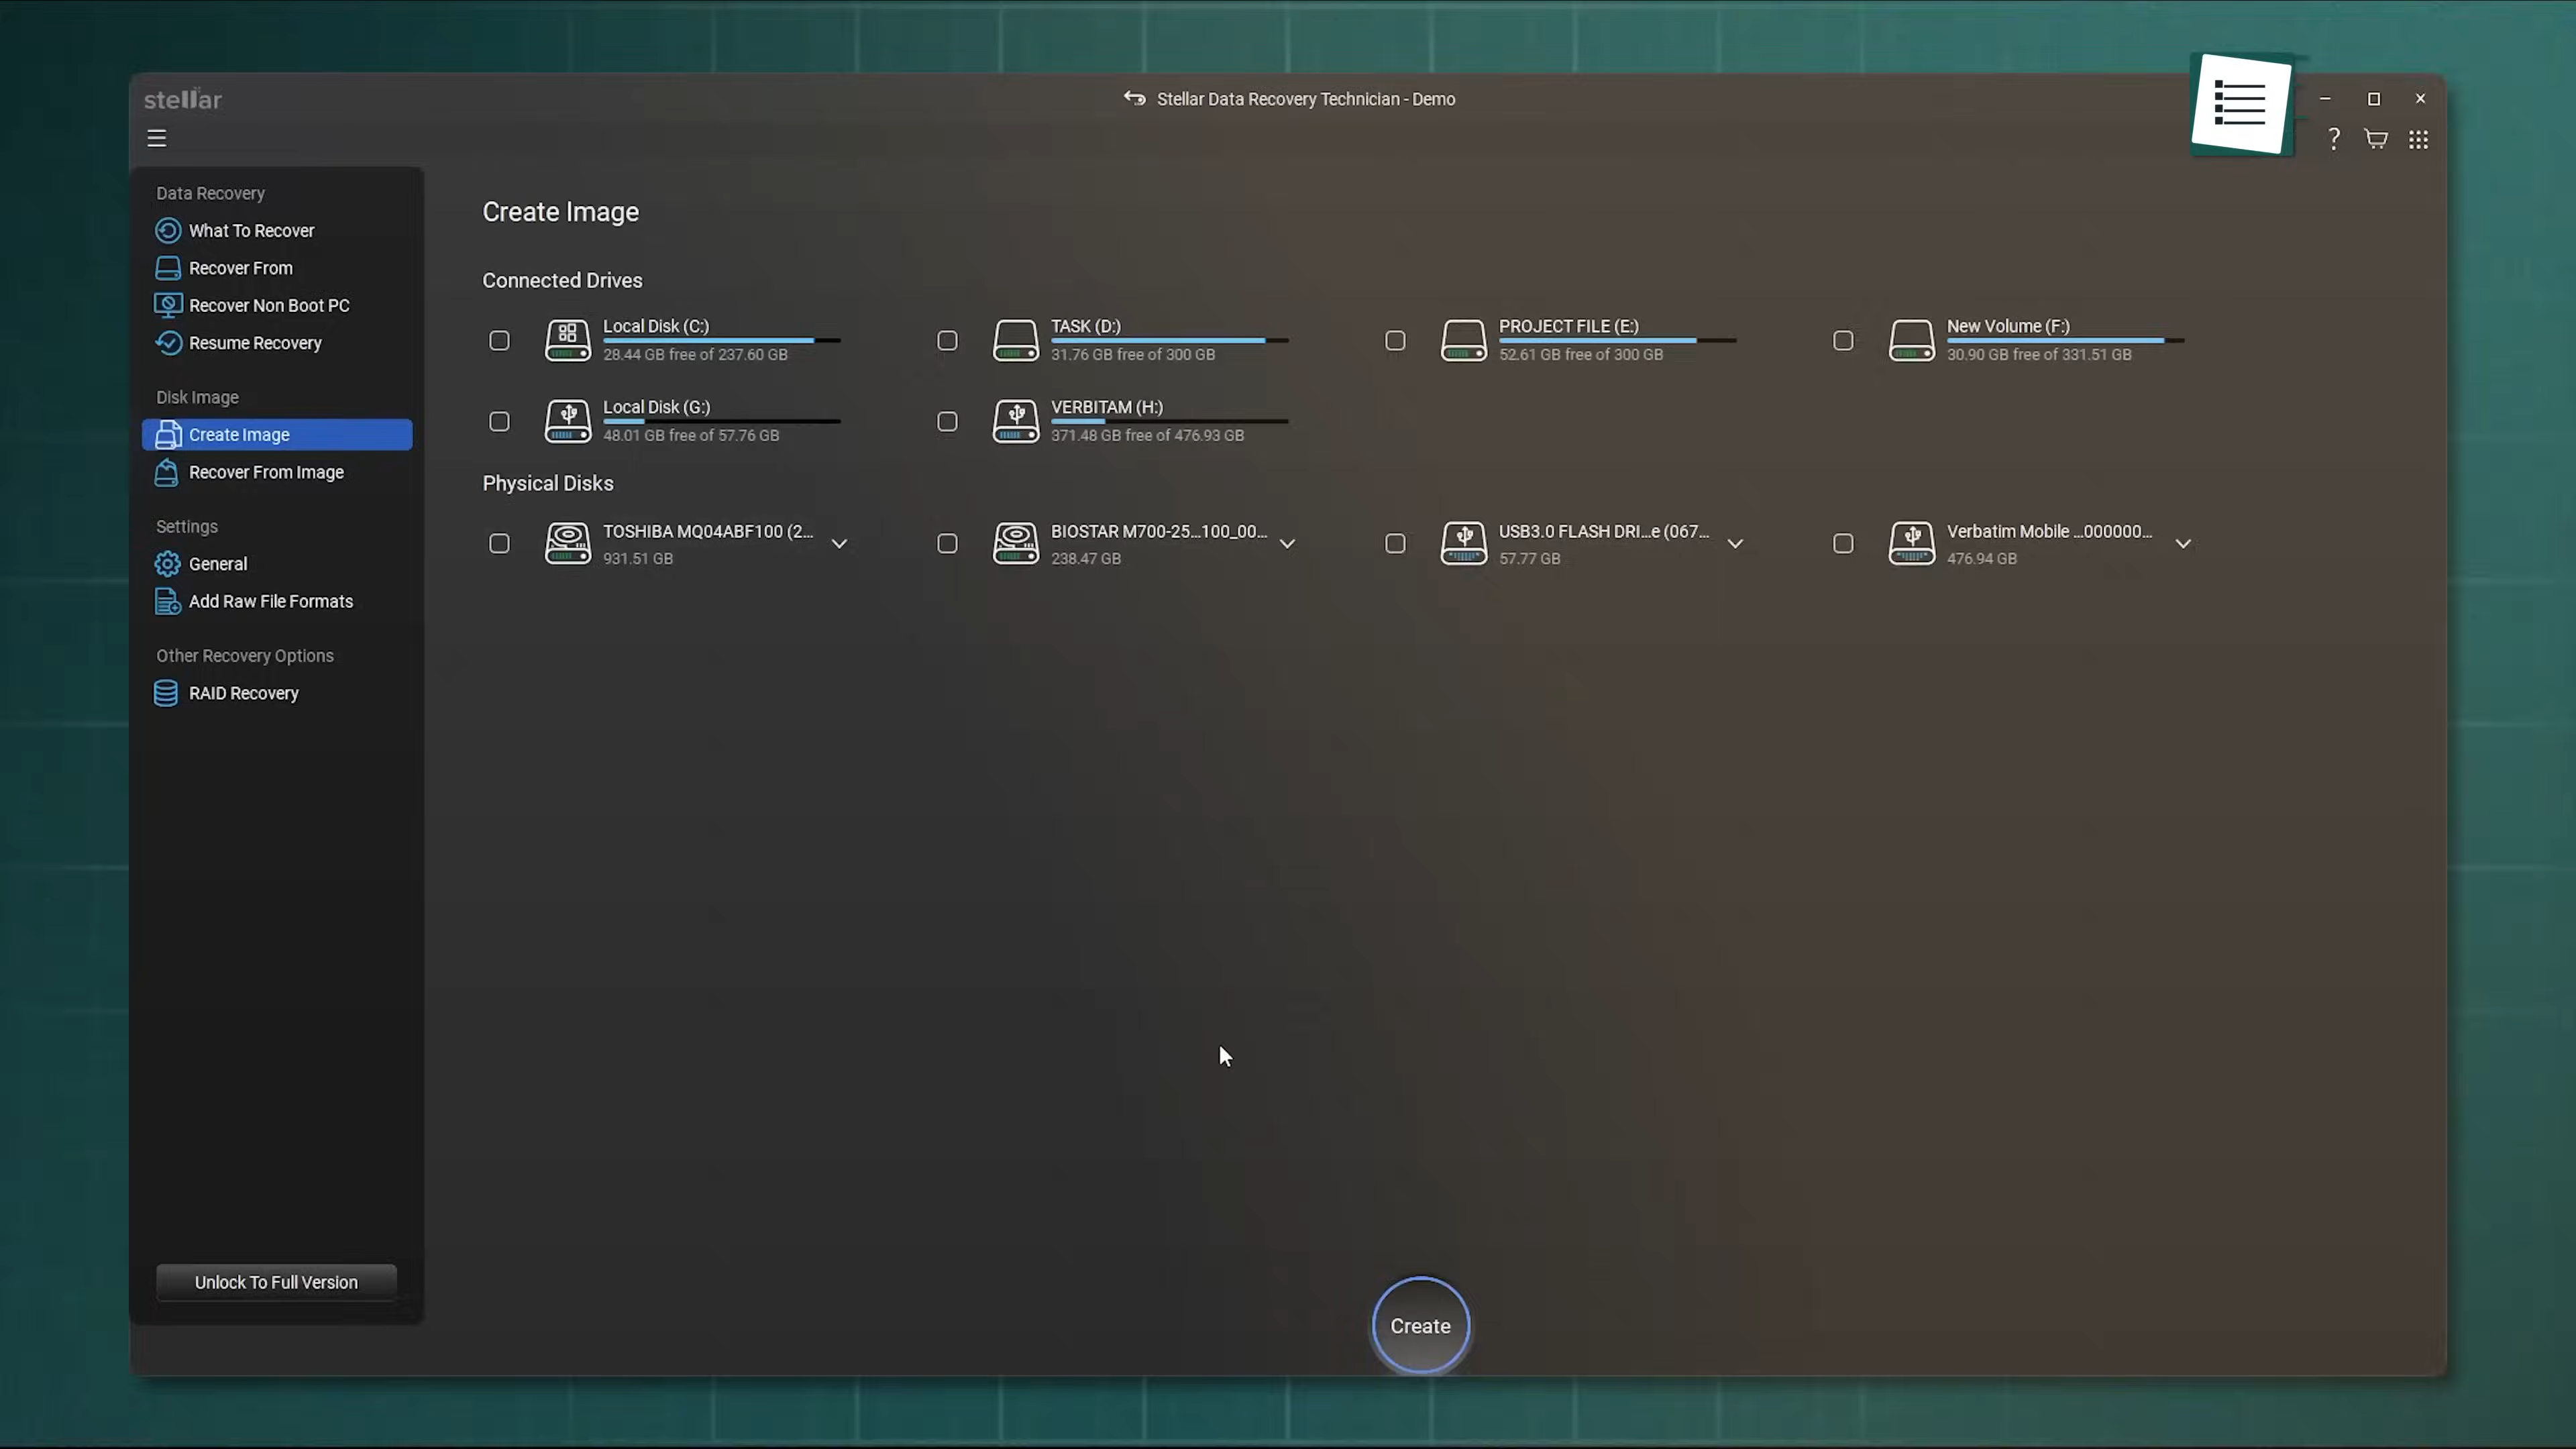 stellar
Stellar Data Recovery Technician - Demo
?
Data Recovery
What To Recover
Recover From
Recover Non Boot PC
Resume Recovery
Disk Image
Create Image
Recover From Image
Settings
General
Add Raw File Formats
Other Recovery Options
RAID Recovery
Unlock To Full Version
Create Image
Connected Drives
Local Disk (C:)
28.44 GB free of 237.60 GB
TASK (D:)
31.76 GB free of 300 GB
PROJECT FILE (E:)
52.61 GB free of 300 GB
New Volume (F:)
30.90 GB free of 331.51 GB
Local Disk (G:)
48.01 GB free of 57.76 GB
VERBITAM (H:)
371.48 GB free of 476.93 GB
Physical Disks
TOSHIBA MQ04ABF100 (2...
931.51 GB
BIOSTAR M700-25...100_00...
238.47 GB
USB3.0 FLASH DRI...e (067...
57.77 GB
Verbatim Mobile ...000000...
476.94 GB
Create